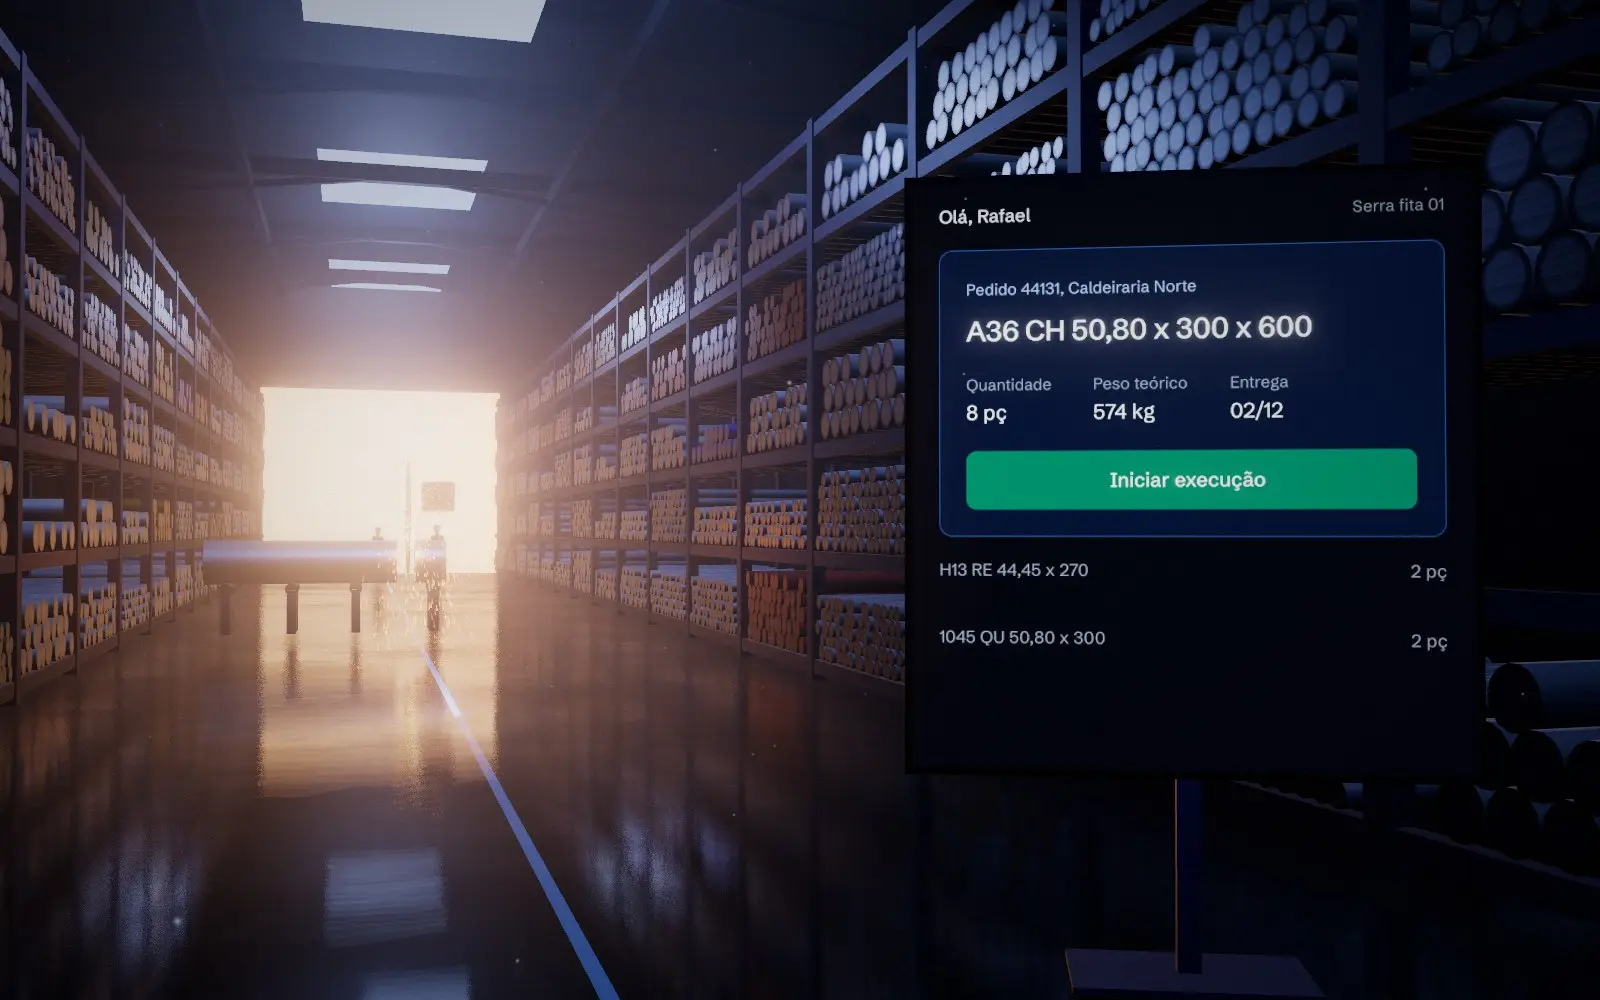 Olá, Rafael
Serra fita 01
Pedido 44131, Caldeiraria Norte
A36 CH 50,80 x 300 x 600
Quantidade
Peso teórico
Entrega
8 pç
574 kg
02/12
Iniciar execução
H13 RE 44,45 x 270
2 pç
1045 QU 50,80 x 300
2 pç